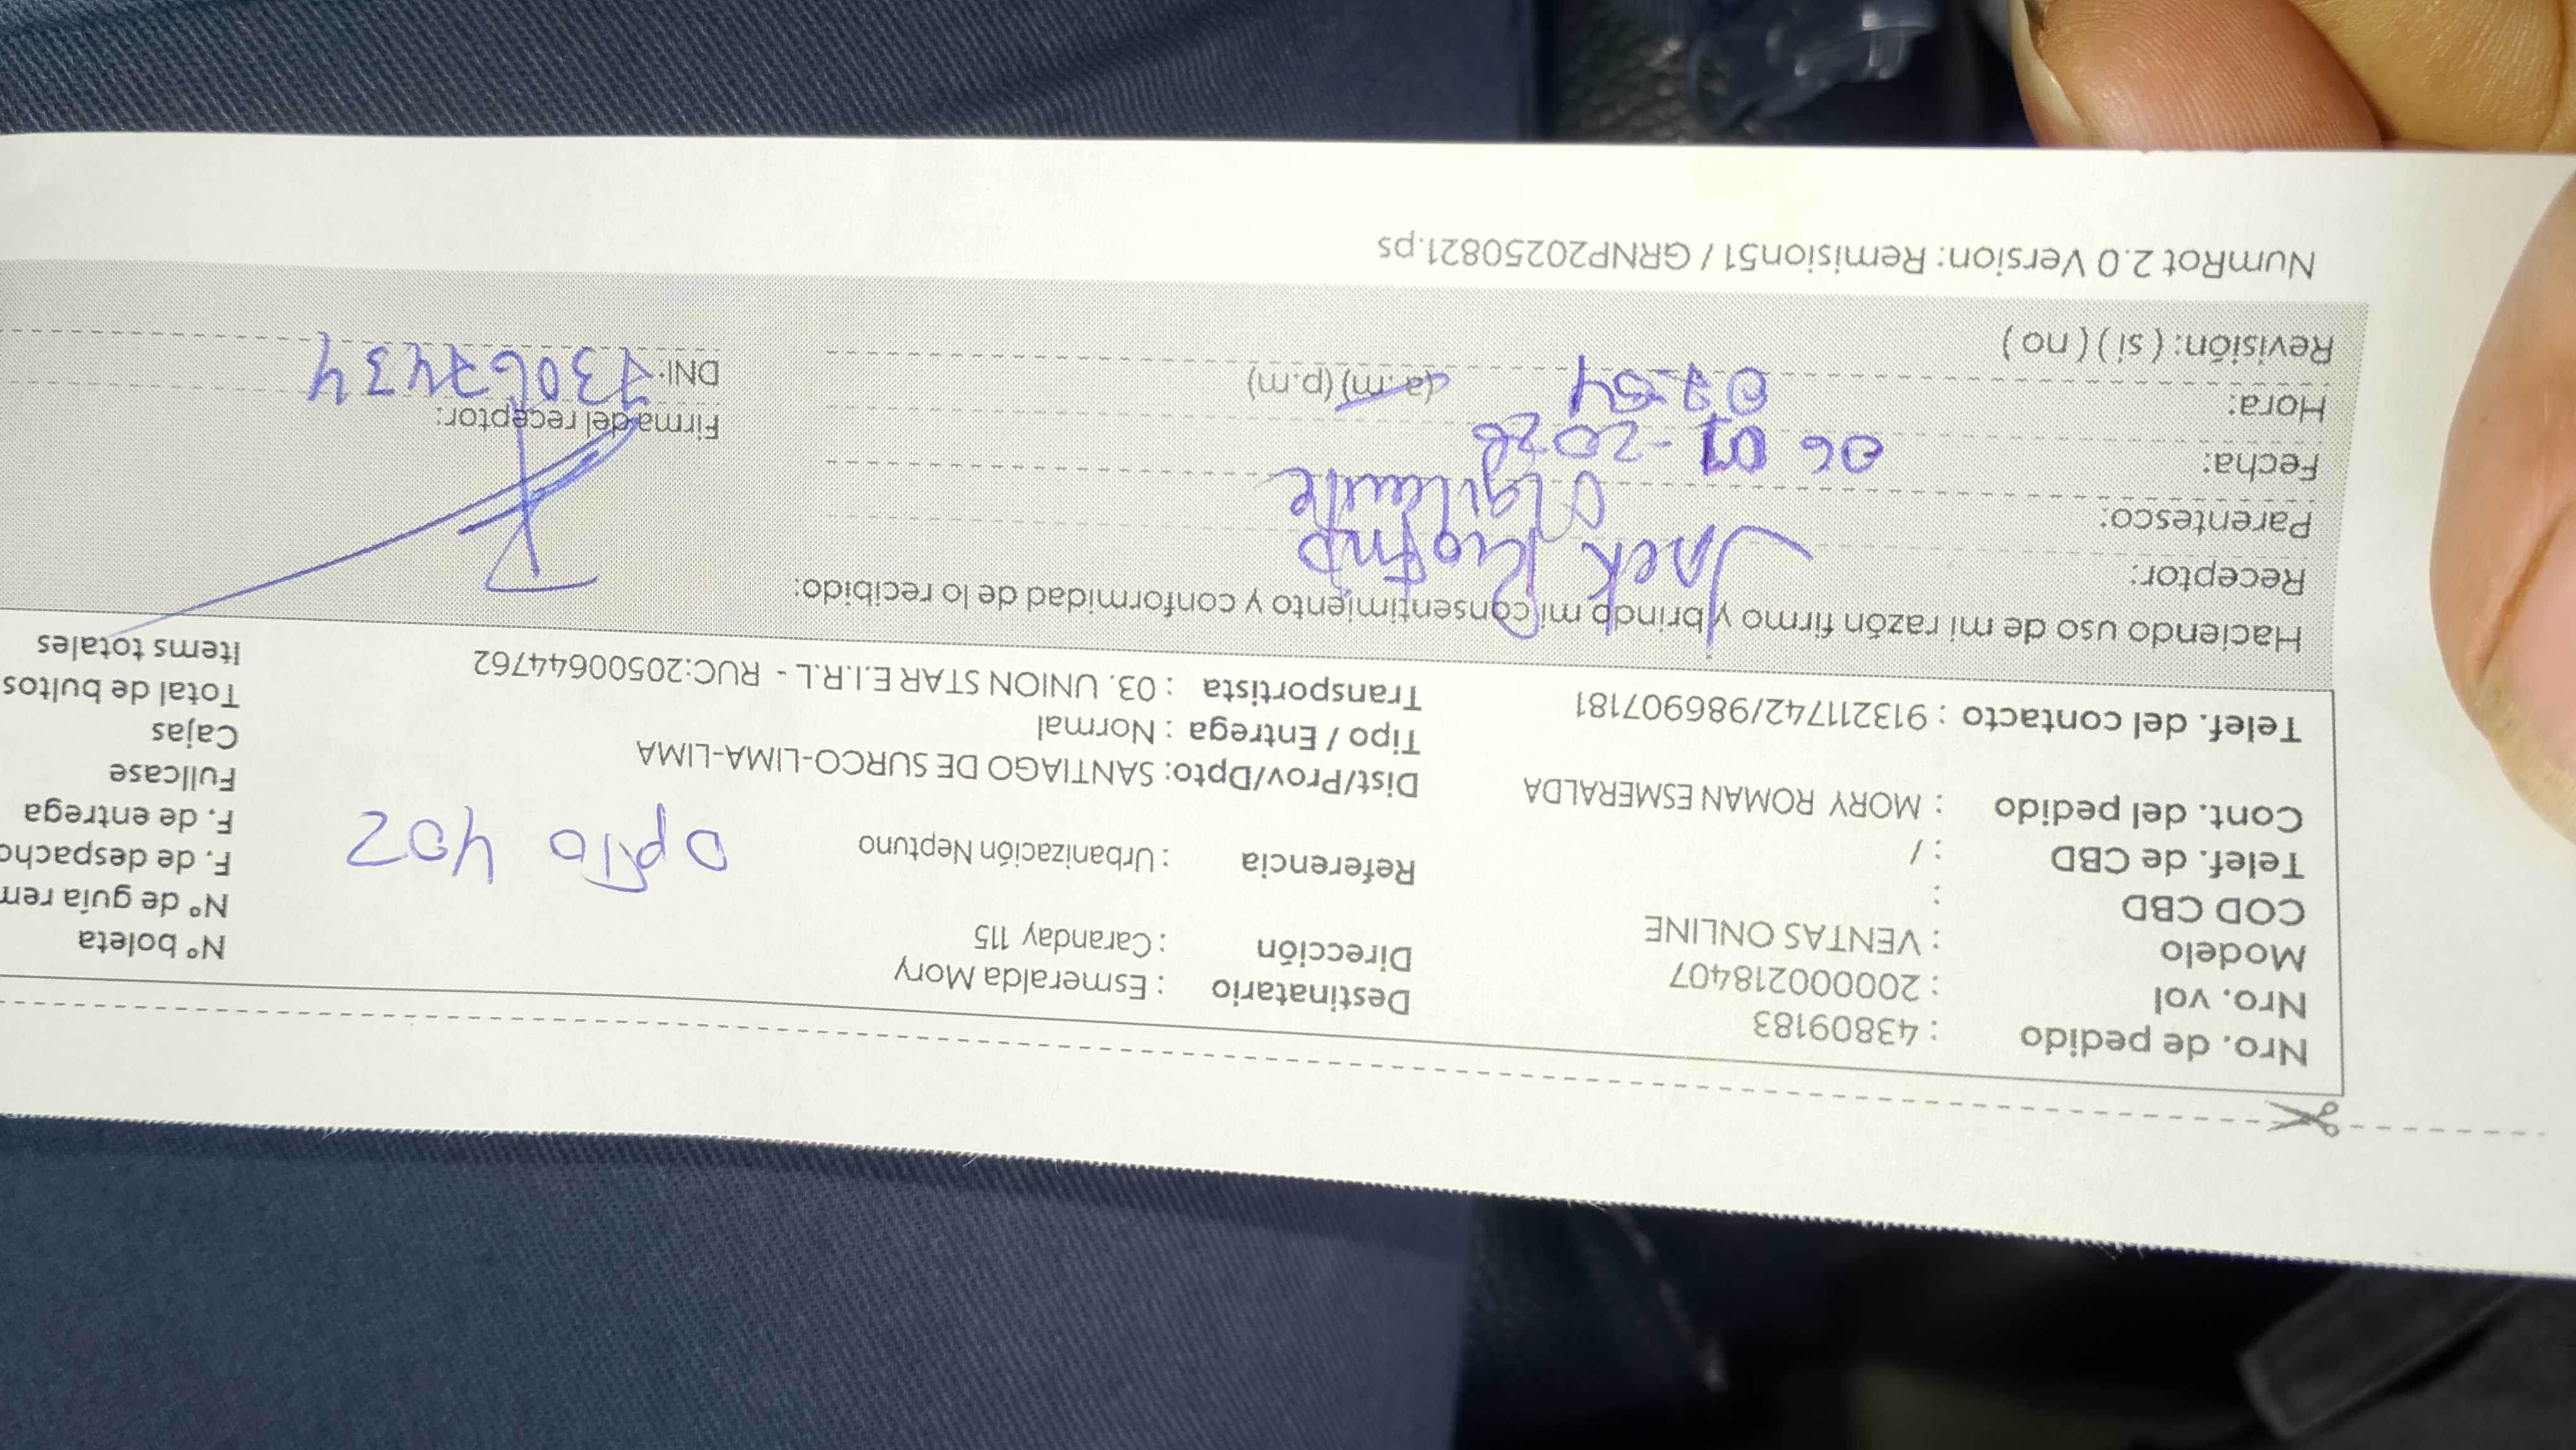 Nro. de pedido : 43809183
Nro. vol : 200000218407
Modelo : VENTAS ONLINE
COD CBD :
Telef. de CBD : /
Cont. del pedido : MORY ROMAN ESMERALDA
Telef. del contacto : 913211742/986907181
Destinatario : Esmeralda Mory
Dirección : Caranday 115
Referencia : Urbanización Neptuno
Dpto 402
Dist/Prov/Dpto: SANTIAGO DE SURCO-LIMA-LIMA
Tipo / Entrega : Normal
Transportista : 03. UNION STAR E.I.R.L - RUC:20500644762
N° boleta
N° de guía rem
F. de despacho
F. de entrega
Fullcase
Cajas
Total de bultos
Items totales
Haciendo uso de mi razón firmo y brindo mi consentimiento y conformidad de lo recibido:
Receptor: Jack
Parentesco: Vigilante
Fecha: 06 01-2026
Hora: (a.m) (p.m)
Revisión: ( si ) ( no )
Firma del receptor:
DNI: 73067434
NumRot 2.0 Version: Remision51 / GRNP20250821.ps